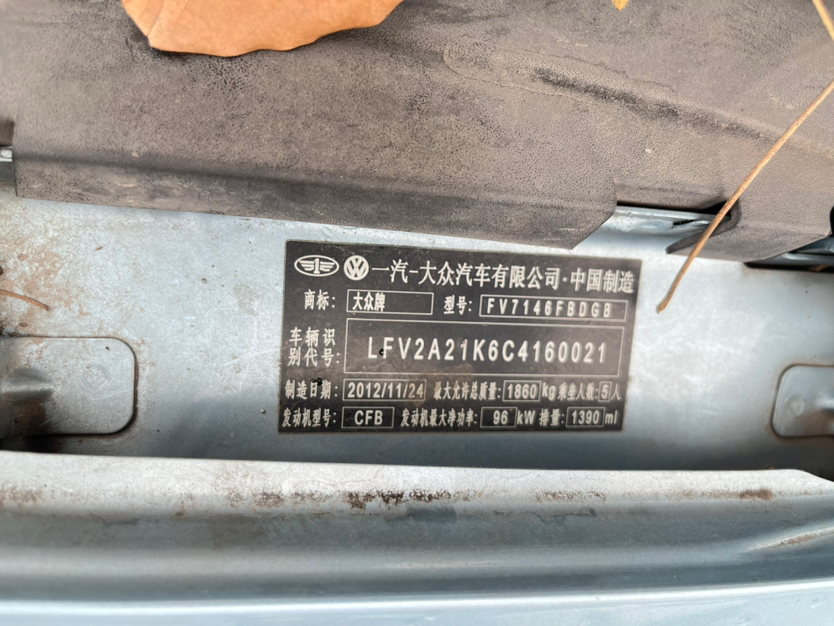 一汽-大众汽车有限公司·中国制造
商标: 大众牌 型号: FV7146FBDGB
车辆识别代号: LFV2A21K6C4160021
制造日期: 2012/11/24 最大允许总质量: 1860 kg 乘坐人数: 5 人
发动机型号: CFB 发动机最大净功率: 96 kW 排量: 1390 ml